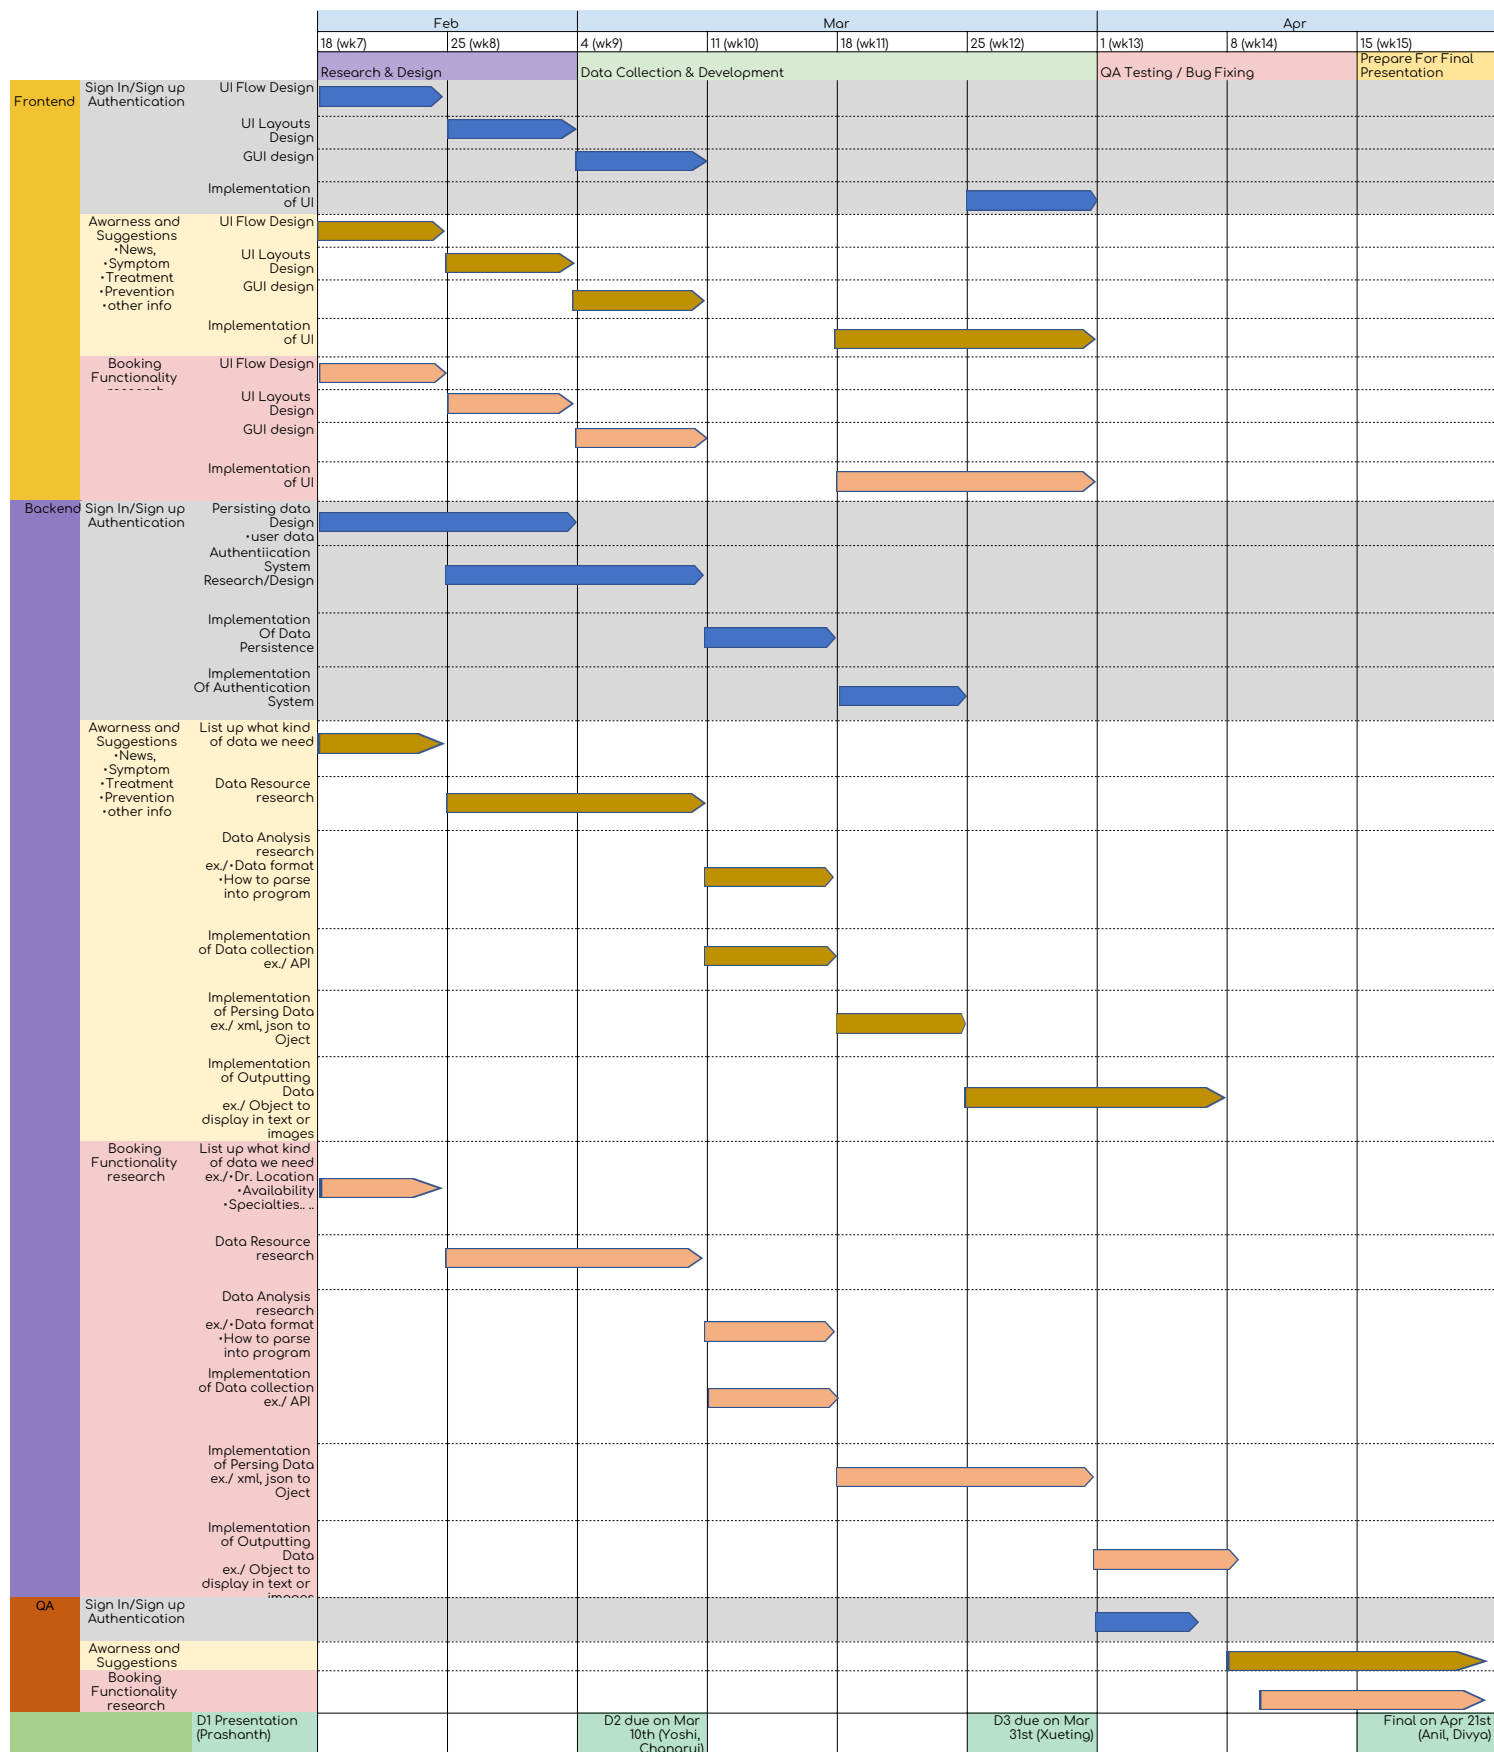 Feb
Mar
Apr
18 (wk7)
25 (wk8)
4 (wk9)
11 (wk10)
18 (wk11)
25 (wk12)
1 (wk13)
8 (wk14)
15 (wk15)
Research & Design
Data Collection & Development
QA Testing / Bug Fixing
Prepare For Final
Presentation
Frontend
Sign In/Sign up
Authentication
UI Flow Design
UI Layouts
Design
GUI design
Implementation
of UI
Awarness and
Suggestions
•News,
•Symptom
•Treatment
•Prevention
•other info
UI Flow Design
UI Layouts
Design
GUI design
Implementation
of UI
Booking
Functionality
research
UI Flow Design
UI Layouts
Design
GUI design
Implementation
of UI
Backend
Sign In/Sign up
Authentication
Persisting data
Design
•user data
Authentiication
System
Research/Design
Implementation
Of Data
Persistence
Implementation
Of Authentication
System
Awarness and
Suggestions
•News,
•Symptom
•Treatment
•Prevention
•other info
List up what kind
of data we need
Data Resource
research
Data Analysis
research
ex./•Data format
•How to parse
into program
Implementation
of Data collection
ex./ API
Implementation
of Persing Data
ex./ xml, json to
Oject
Implementation
of Outputting
Data
ex./ Object to
display in text or
images
Booking
Functionality
research
List up what kind
of data we need
ex./•Dr. Location
•Availability
•Specialties.. ..
Data Resource
research
Data Analysis
research
ex./•Data format
•How to parse
into program
Implementation
of Data collection
ex./ API
Implementation
of Persing Data
ex./ xml, json to
Oject
Implementation
of Outputting
Data
ex./ Object to
display in text or
images
QA
Sign In/Sign up
Authentication
Awarness and
Suggestions
Booking
Functionality
research
D1 Presentation
(Prashanth)
D2 due on Mar
10th (Yoshi,
Chanarui)
D3 due on Mar
31st (Xueting)
Final on Apr 21st
(Anil, Divya)